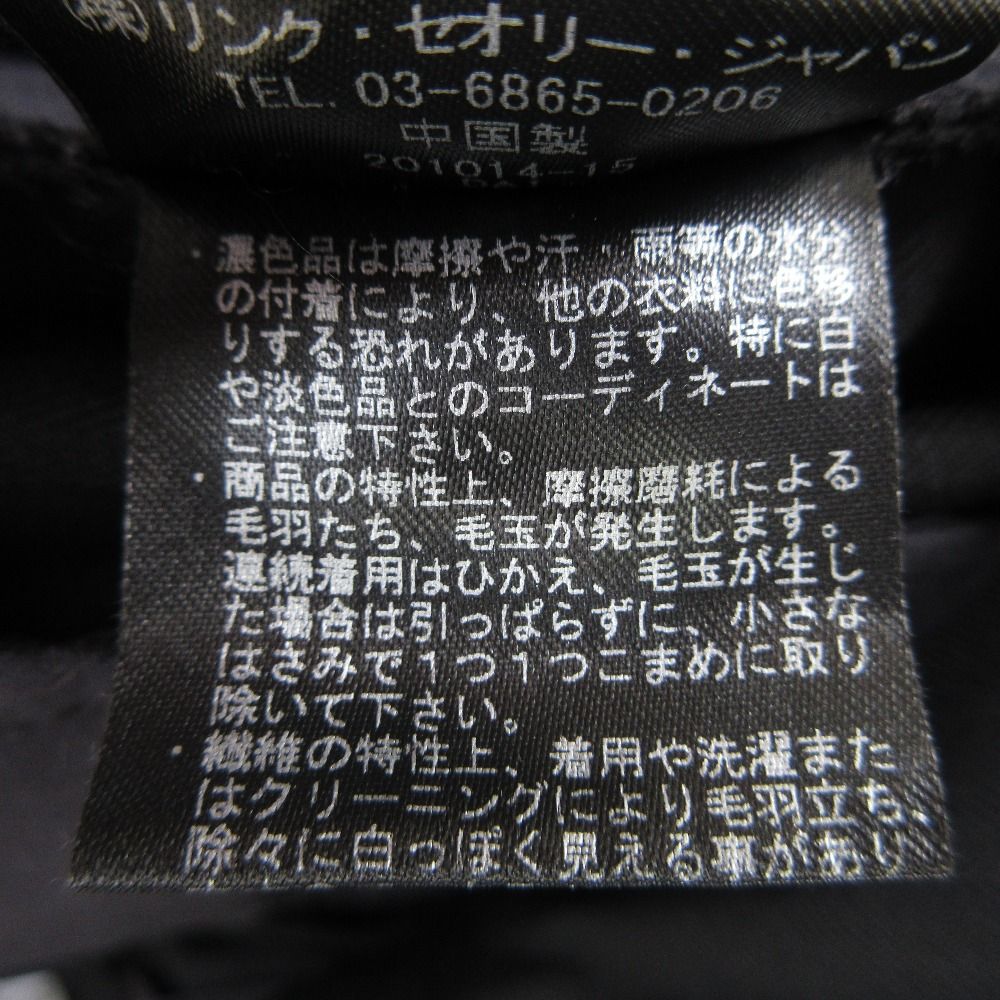 ㈱リンク・セオリー・ジャパン
TEL. 03-6865-0206
中国製
201014-15
・濃色品は摩擦や汗・雨等の水分
の付着により、他の衣料に色移
りする恐れがあります。特に白
や淡色品とのコーディネートは
ご注意下さい。
・商品の特性上、摩擦磨耗による
毛羽たち、毛玉が発生します。
連続着用はひかえ、毛玉が生じ
た場合は引っぱらずに、小さな
はさみで1つ1つこまめに取り
除いて下さい。
・繊維の特性上、着用や洗濯また
はクリーニングにより毛羽立ち、
除々に白っぽく見える事があり